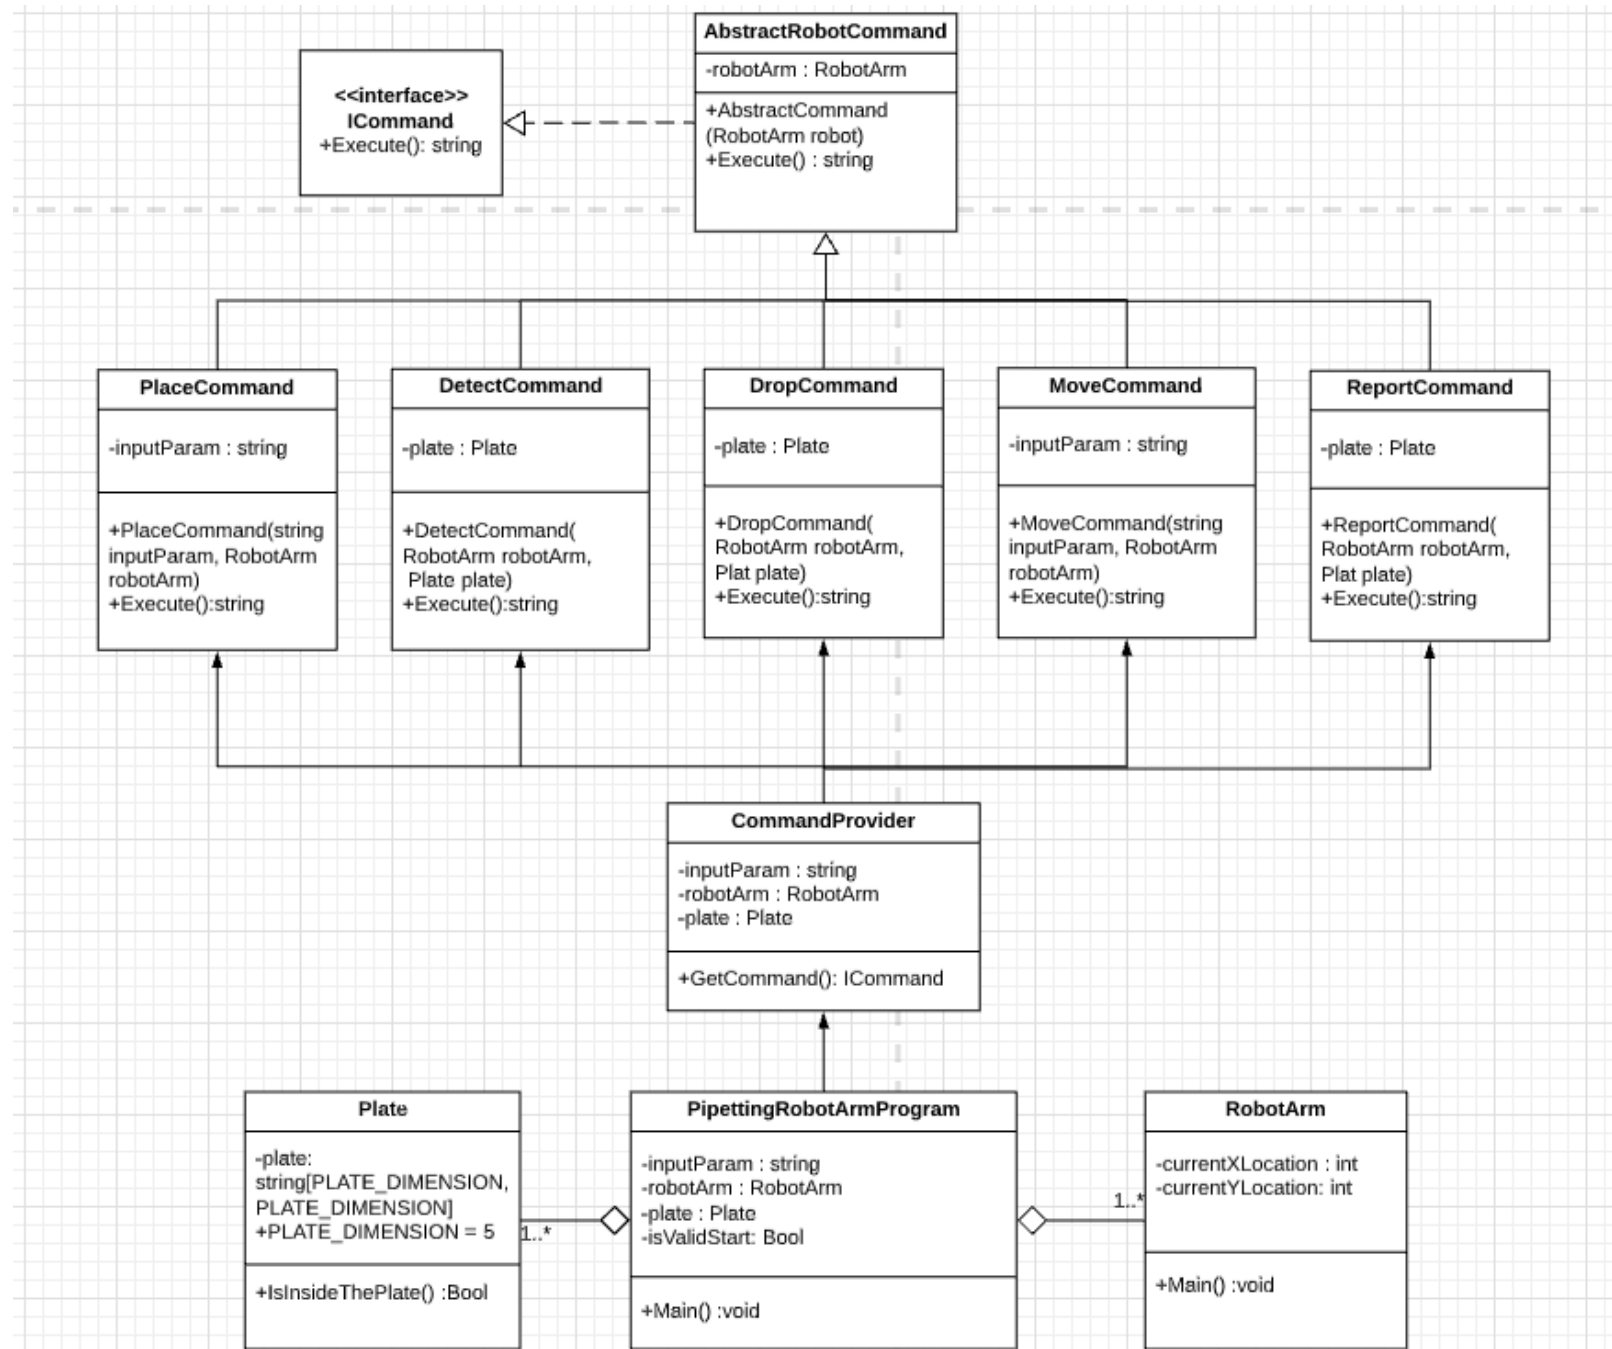 AbstractRobotCommand
-robotArm : RobotArm
+AbstractCommand
(RobotArm robot)
+Execute() : string
<<interface>>
ICommand
+Execute(): string
PlaceCommand
-inputParam : string
+PlaceCommand(string
inputParam, RobotArm
robotArm)
+Execute():string
DetectCommand
-plate : Plate
+DetectCommand(
RobotArm robotArm,
Plate plate)
+Execute():string
DropCommand
-plate : Plate
+DropCommand(
RobotArm robotArm,
Plat plate)
+Execute():string
MoveCommand
-inputParam : string
+MoveCommand(string
inputParam, RobotArm
robotArm)
+Execute():string
ReportCommand
-plate : Plate
+ReportCommand(
RobotArm robotArm,
Plat plate)
+Execute():string
CommandProvider
-inputParam : string
-robotArm : RobotArm
-plate : Plate
+GetCommand(): ICommand
Plate
-plate:
string[PLATE_DIMENSION,
PLATE_DIMENSION]
+PLATE_DIMENSION = 5
+IsInsideThePlate() :Bool
1..*
PipettingRobotArmProgram
-inputParam : string
-robotArm : RobotArm
-plate : Plate
-isValidStart: Bool
+Main() :void
1..*
RobotArm
-currentXLocation : int
-currentYLocation: int
+Main() :void